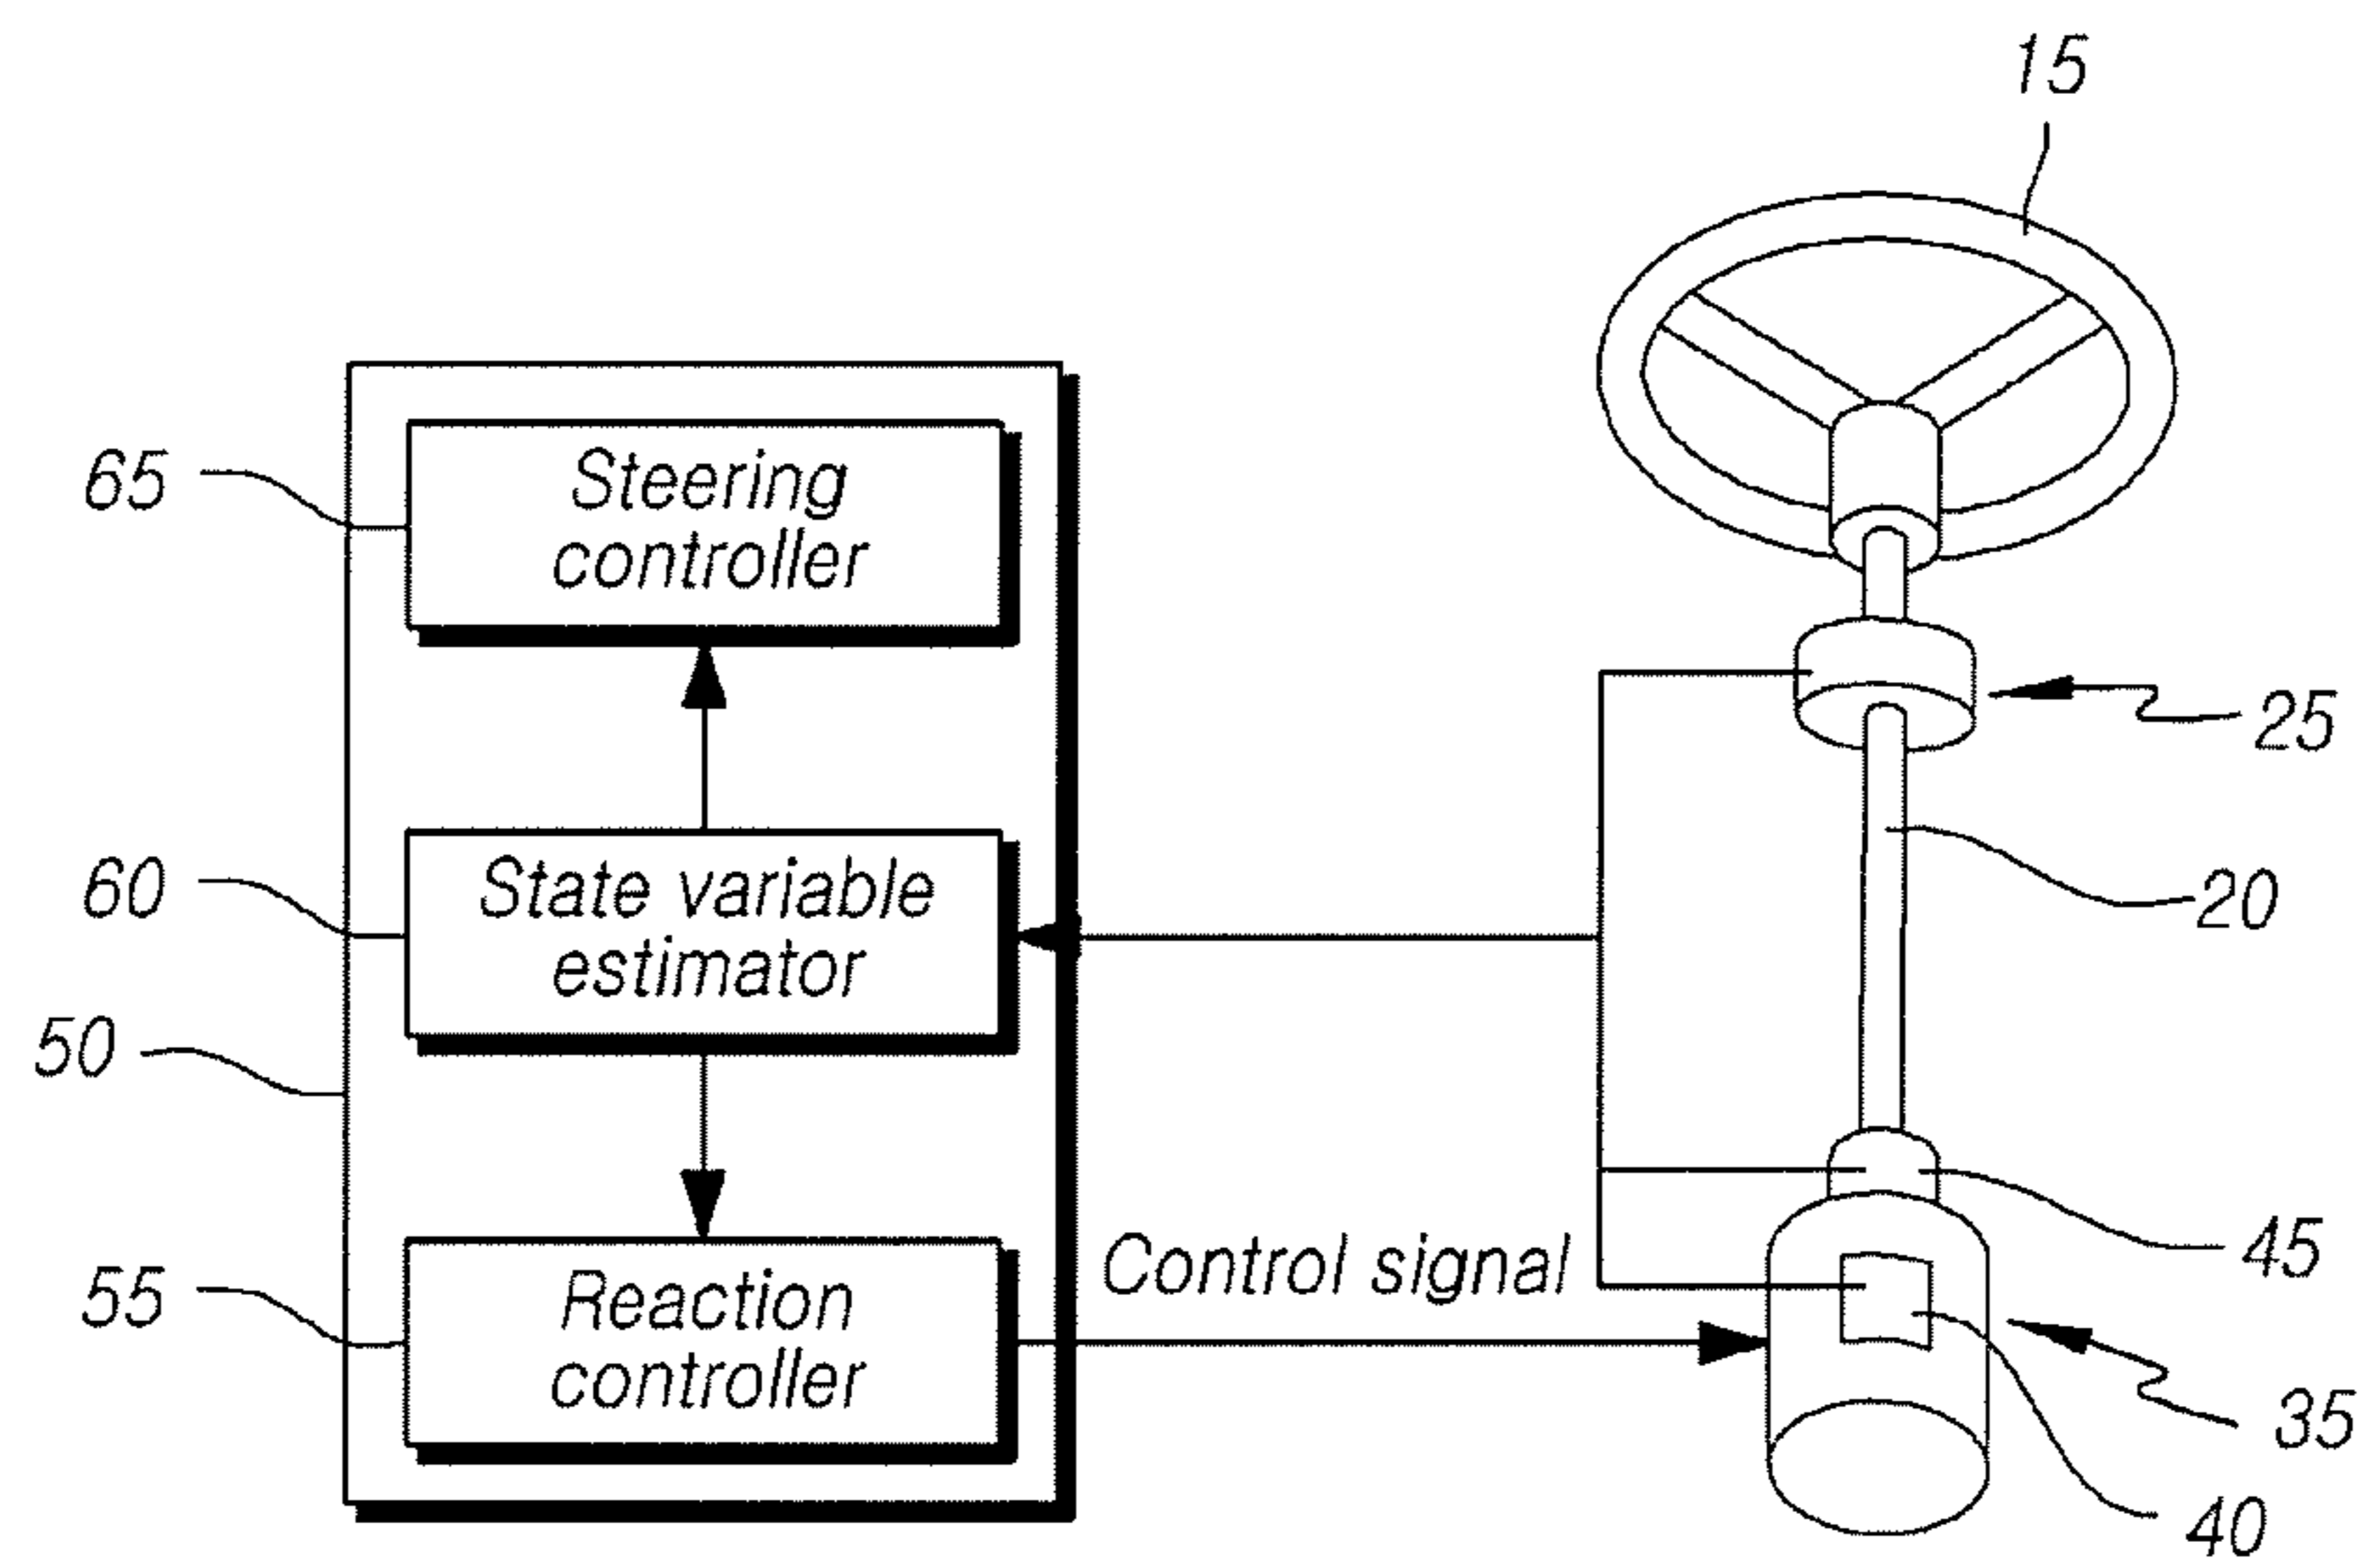 15
Steering
controller
65
25
State variable
estimator
60
20
50
Control signal
45
Reaction
controller
55
35
40